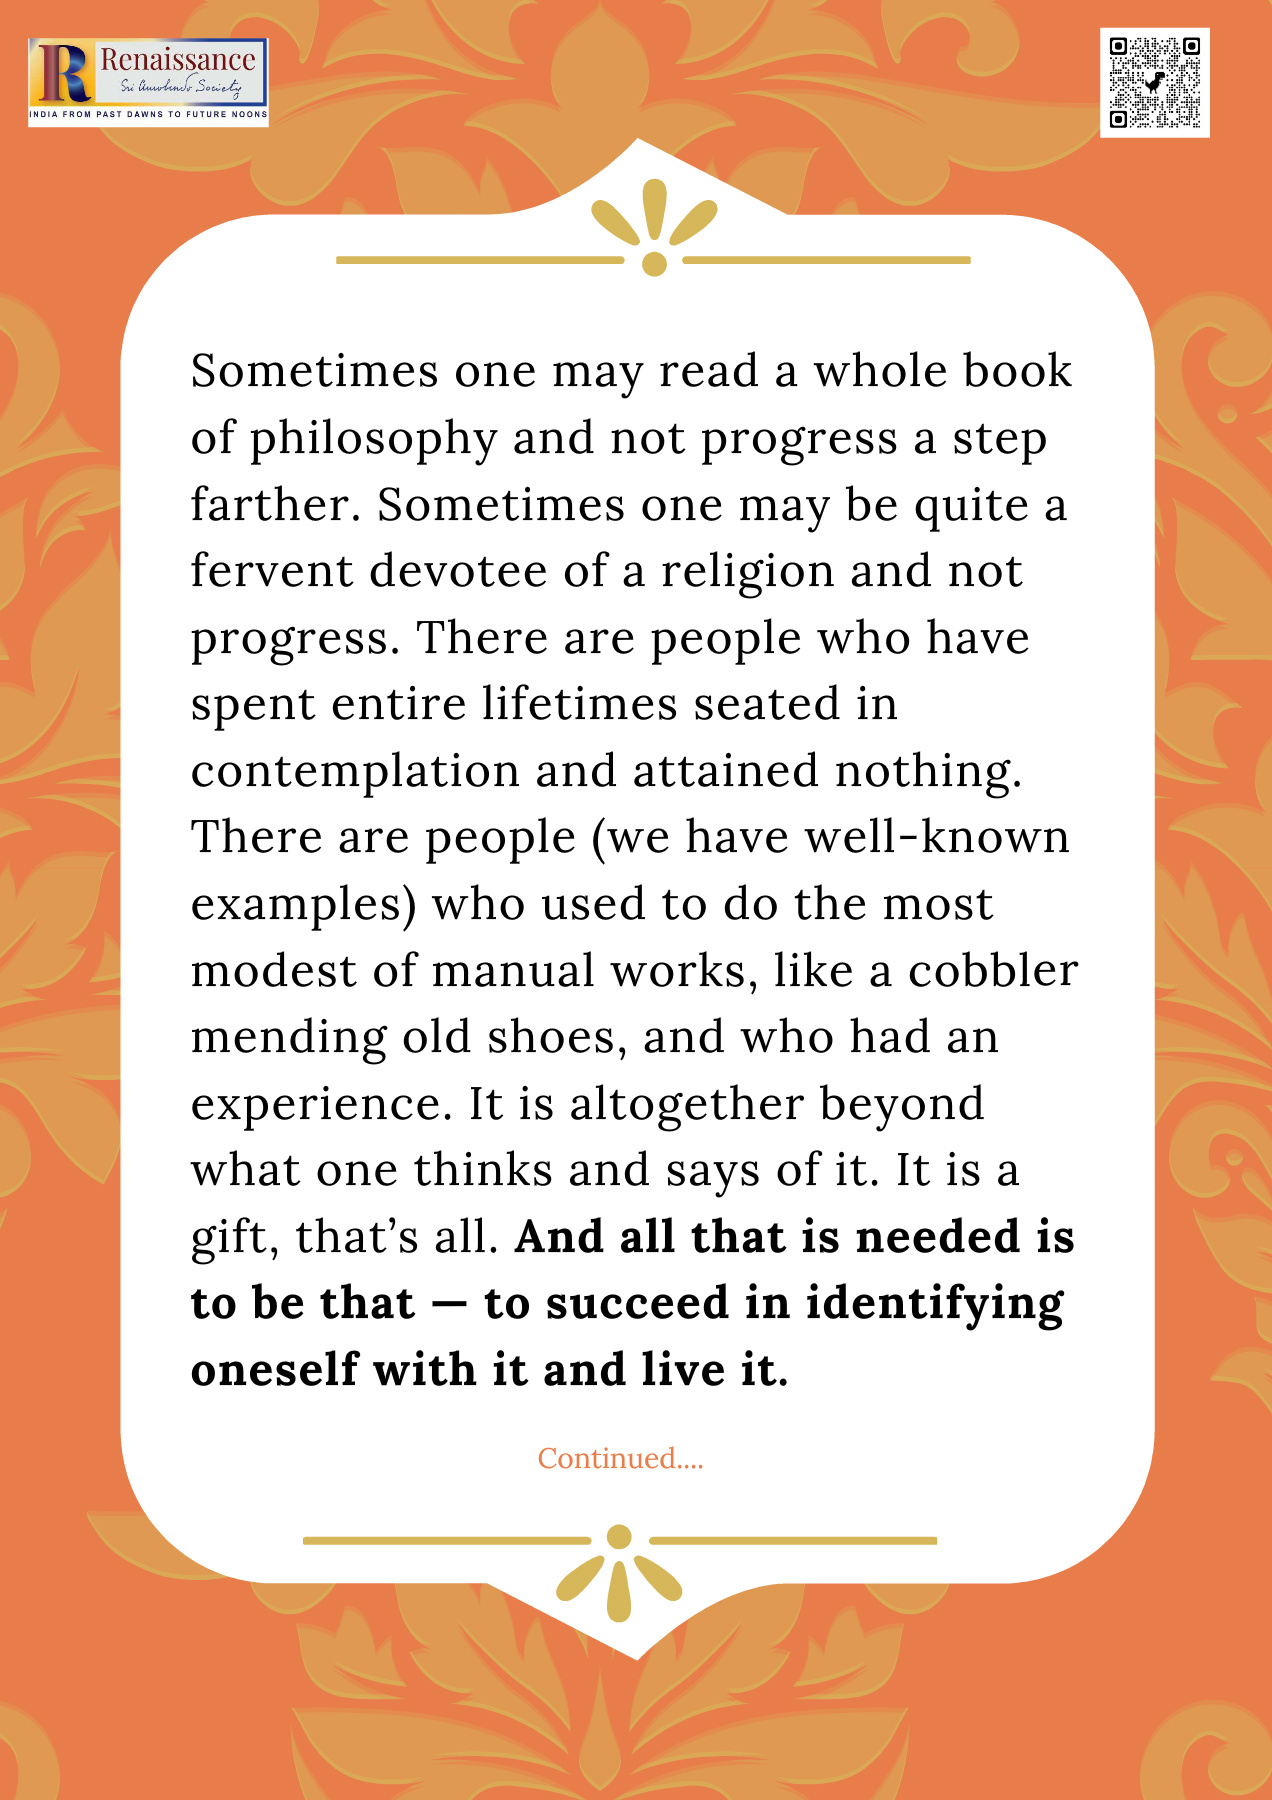 Renaissance
Sri Aurobindo Society
INDIA FROM PAST DAWNS TO FUTURE NOONS
Sometimes one may read a whole book
of philosophy and not progress a step
farther. Sometimes one may be quite a
fervent devotee of a religion and not
progress. There are people who have
spent entire lifetimes seated in
contemplation and attained nothing.
There are people (we have well-known
examples) who used to do the most
modest of manual works, like a cobbler
mending old shoes, and who had an
experience. It is altogether beyond
what one thinks and says of it. It is a
gift, that’s all. And all that is needed is
to be that — to succeed in identifying
oneself with it and live it.
Continued....